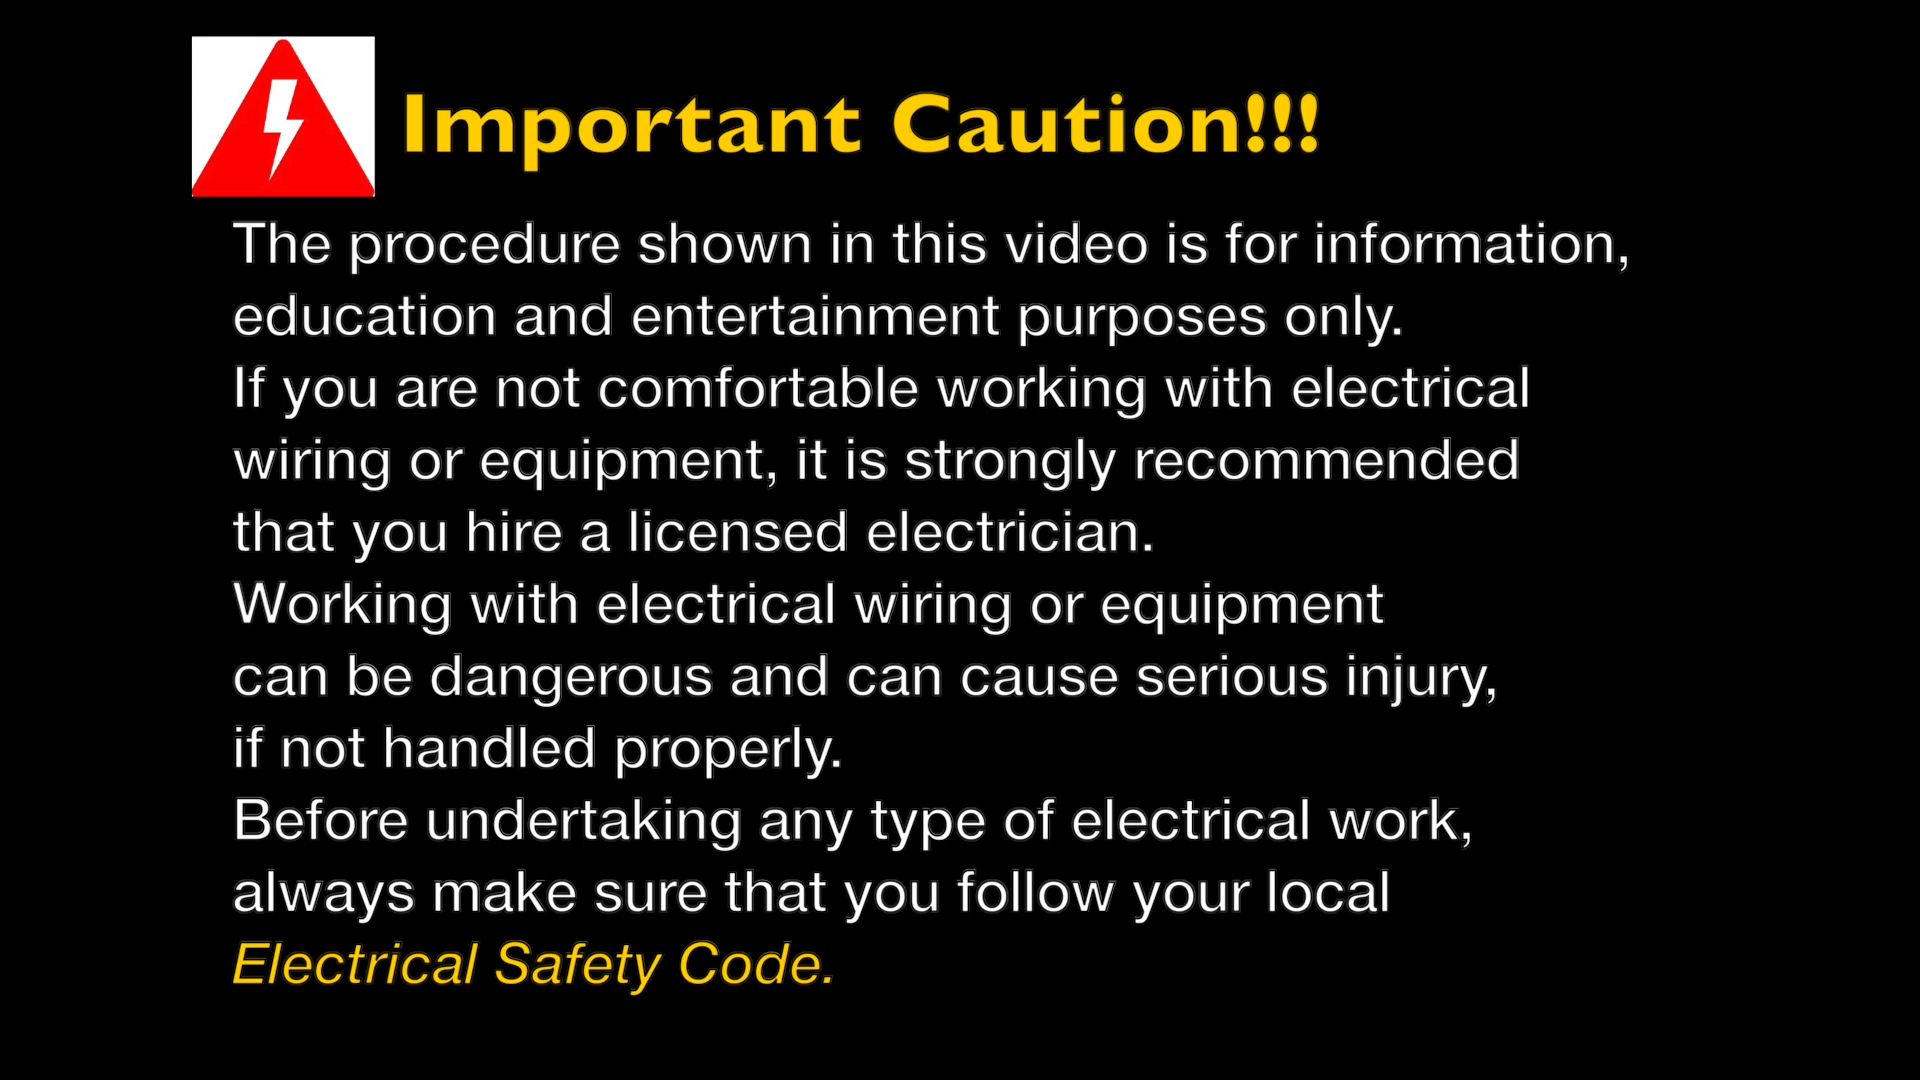 Important Caution!!!
The procedure shown in this video is for information,
education and entertainment purposes only.
If you are not comfortable working with electrical
wiring or equipment, it is strongly recommended
that you hire a licensed electrician.
Working with electrical wiring or equipment
can be dangerous and can cause serious injury,
if not handled properly.
Before undertaking any type of electrical work,
always make sure that you follow your local
Electrical Safety Code.